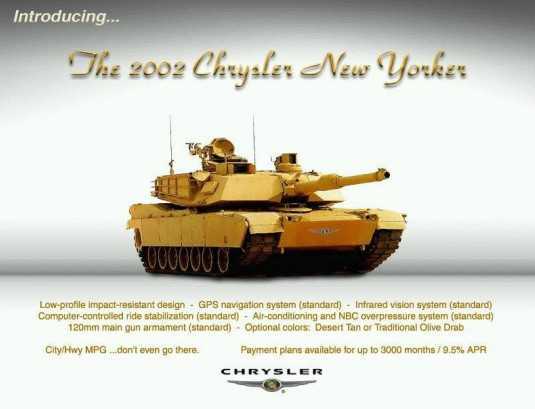 Introducing...
The 2002 Chrysler New Yorker
Low-profile impact-resistant design - GPS navigation system (standard) - Infrared vision system (standard)
Computer-controlled ride stabilization (standard) - Air-conditioning and NBC overpressure system (standard)
120mm main gun armament (standard) - Optional colors: Desert Tan or Traditional Olive Drab
City/Hwy MPG ...don't even go there. Payment plans available for up to 3000 months / 9.5% APR
CHRYSLER